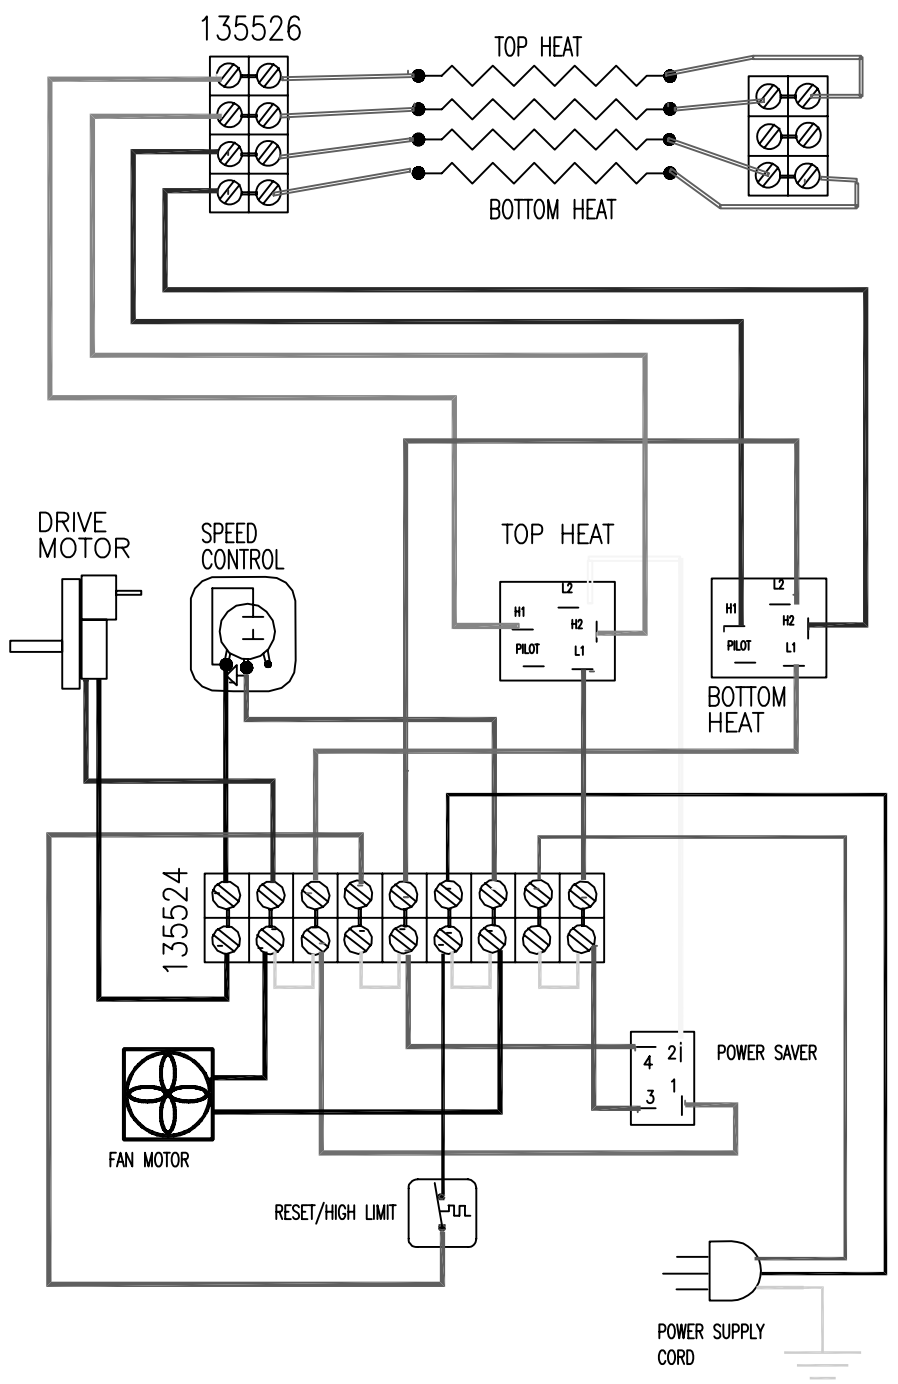 135526
TOP HEAT
BOTTOM HEAT
DRIVE
MOTOR
SPEED
CONTROL
TOP HEAT
L2
H1
H2
PILOT
L1
L2
H1
H2
PILOT
L1
BOTTOM
HEAT
135524
2
4
1
3
POWER SAVER
FAN MOTOR
RESET/HIGH LIMIT
POWER SUPPLY
CORD